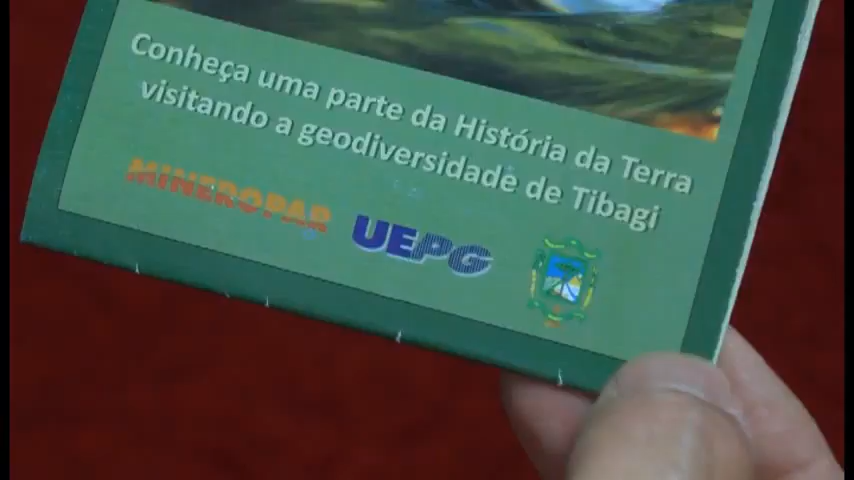 Conheça uma parte da História da Terra
visitando a geodiversidade de Tibagi
MINEROPAR
UEPG